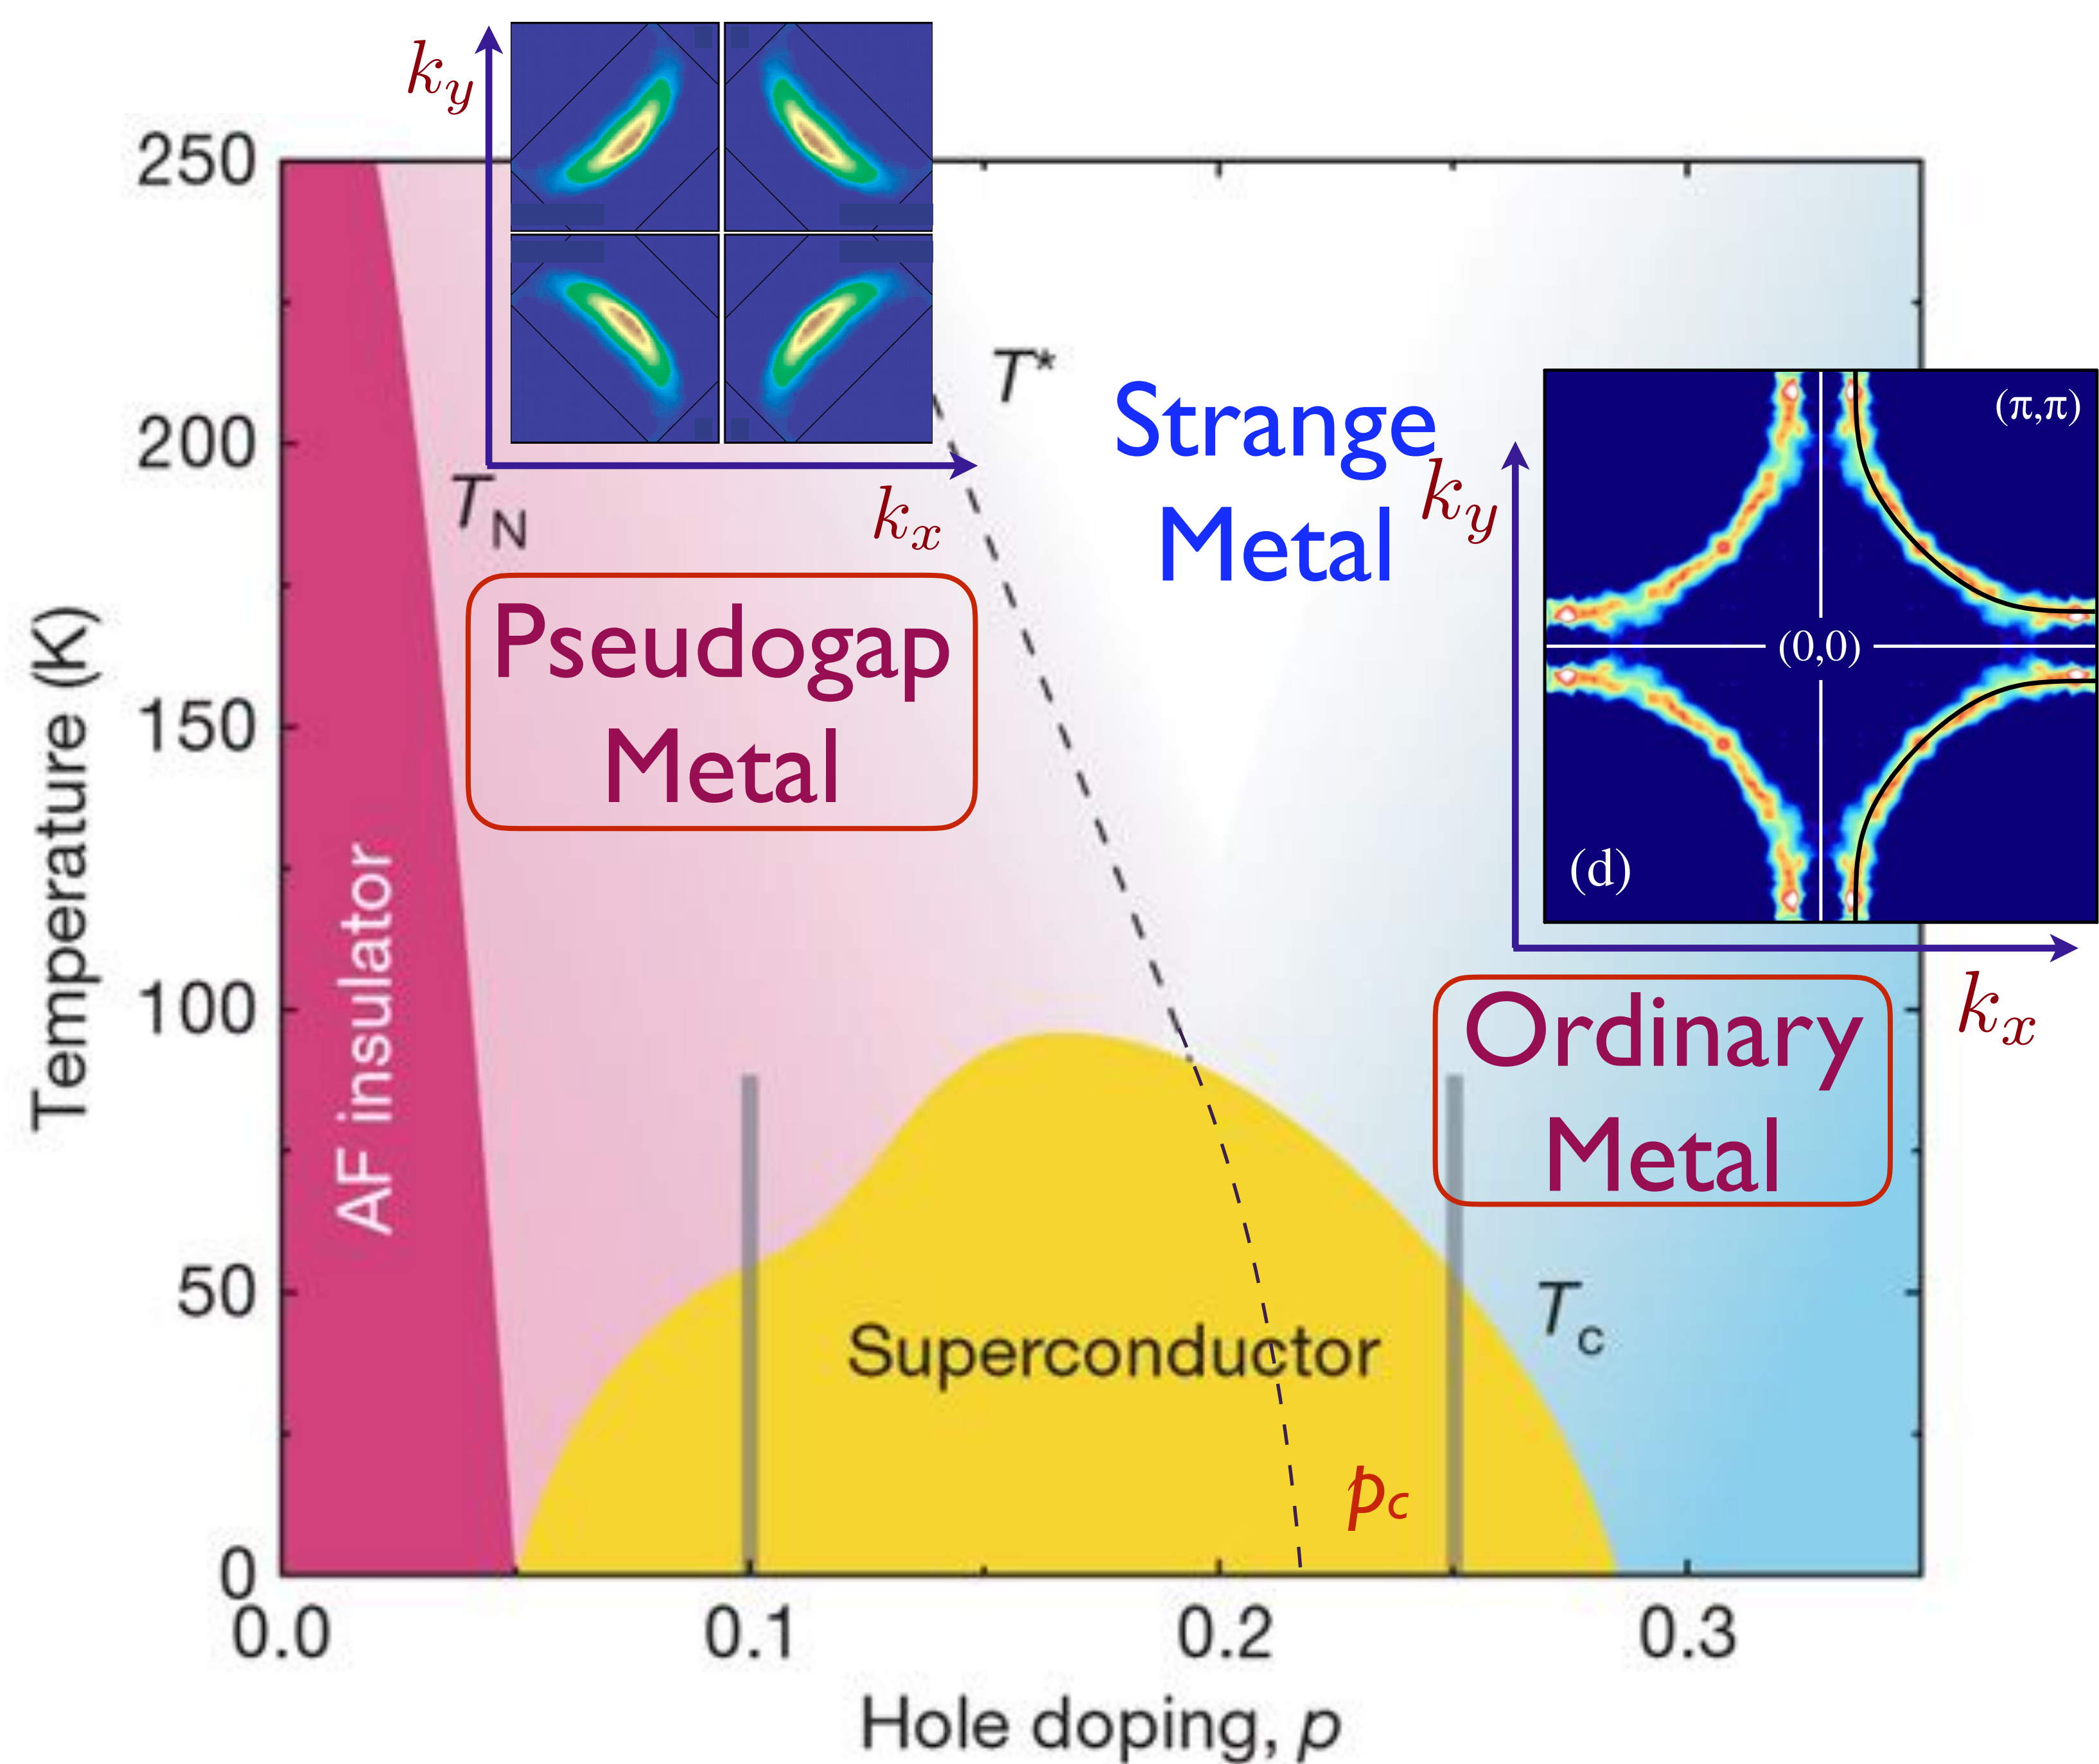 k_y
250
200
150
100
50
0
Temperature (K)
T_N
k_x
T*
Strange
Metal
Pseudogap
Metal
AF insulator
k_y
(π,π)
(0,0)
(d)
k_x
Ordinary
Metal
T_c
Superconductor
p_c
0.0
0.1
0.2
0.3
Hole doping, p